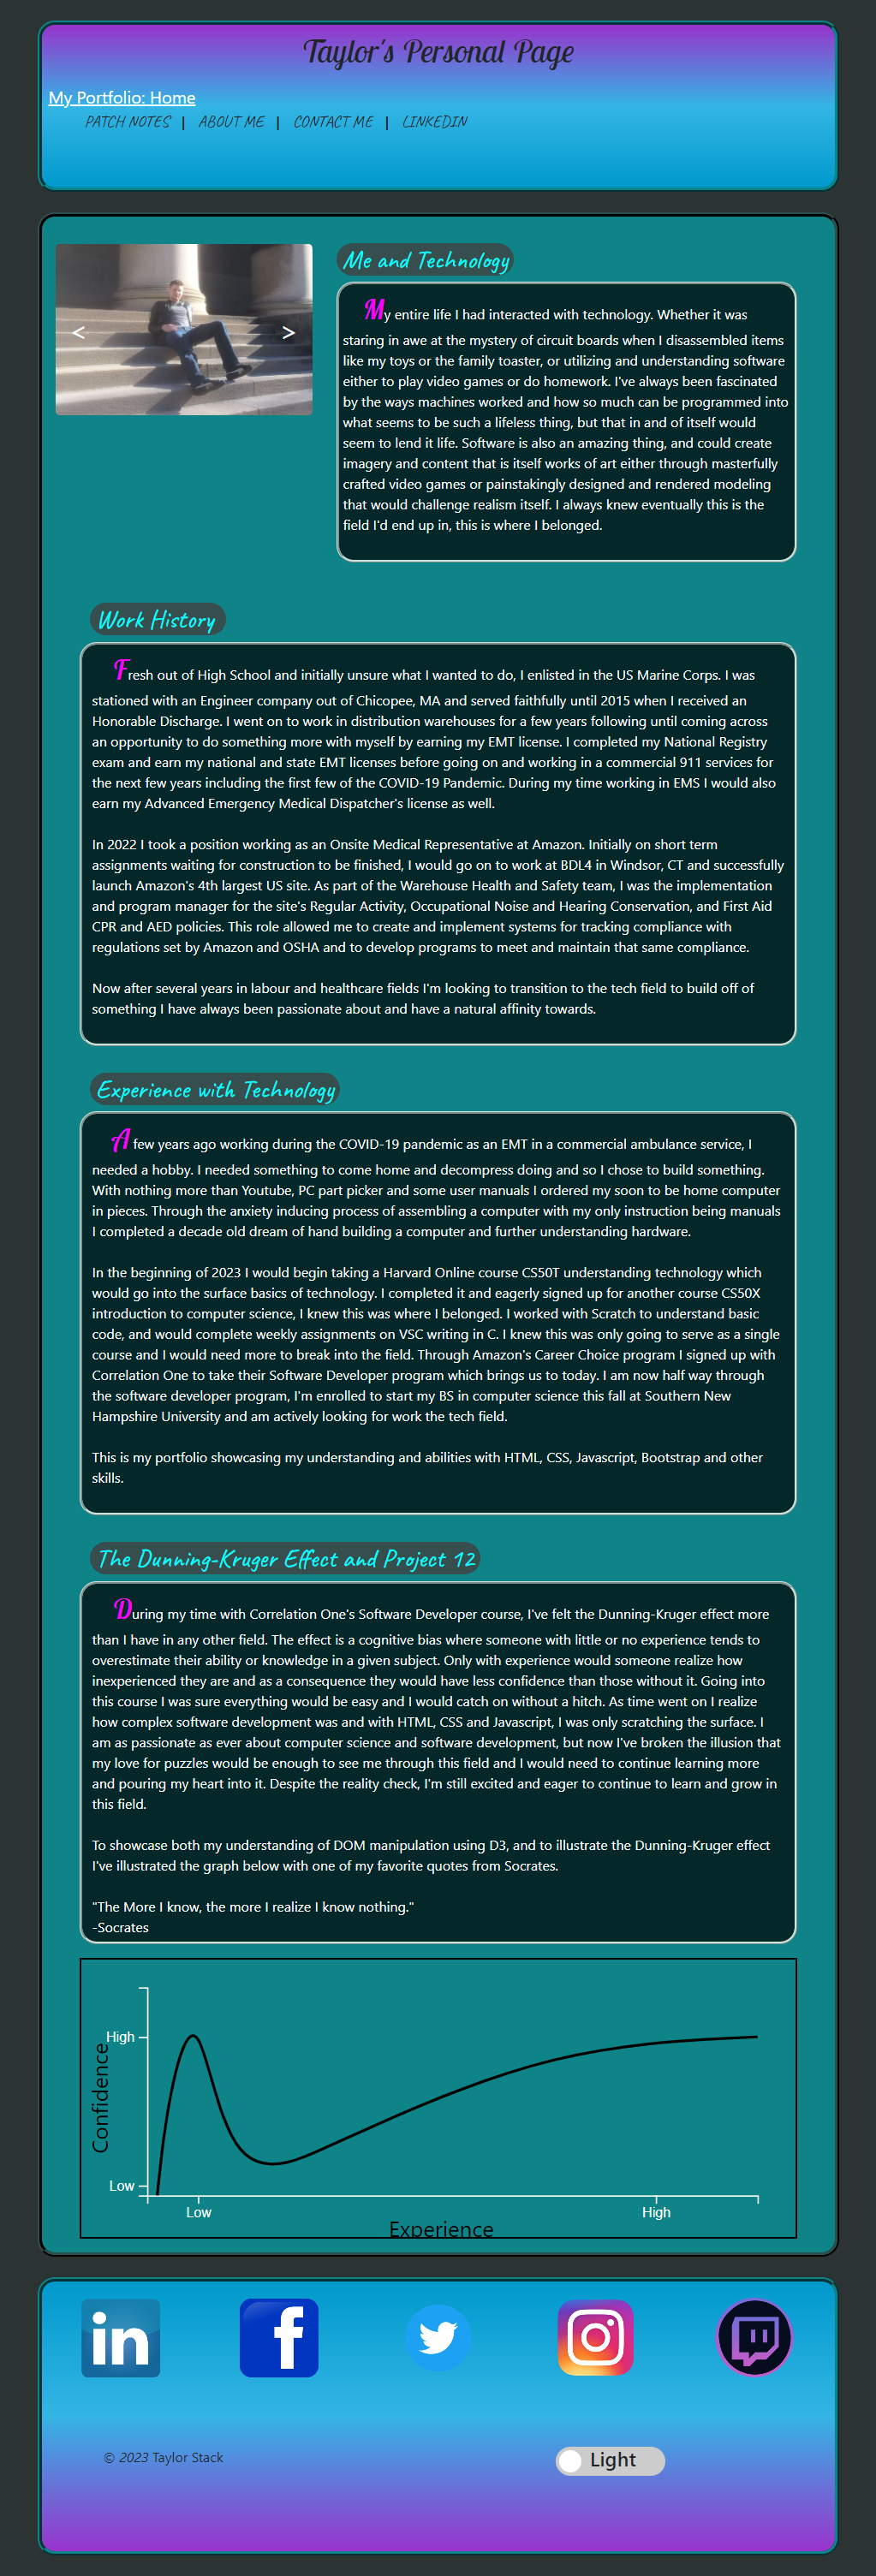 Taylor's Personal Page
My Portfolio: Home
PATCH NOTES | ABOUT ME | CONTACT ME | LINKEDIN
< >
Me and Technology
My entire life I had interacted with technology. Whether it was
staring in awe at the mystery of circuit boards when I disassembled items
like my toys or the family toaster, or utilizing and understanding software
either to play video games or do homework. I've always been fascinated
by the ways machines worked and how so much can be programmed into
what seems to be such a lifeless thing, but that in and of itself would
seem to lend it life. Software is also an amazing thing, and could create
imagery and content that is itself works of art either through masterfully
crafted video games or painstakingly designed and rendered modeling
that would challenge realism itself. I always knew eventually this is the
field I'd end up in, this is where I belonged.
Work History
Fresh out of High School and initially unsure what I wanted to do, I enlisted in the US Marine Corps. I was
stationed with an Engineer company out of Chicopee, MA and served faithfully until 2015 when I received an
Honorable Discharge. I went on to work in distribution warehouses for a few years following until coming across
an opportunity to do something more with myself by earning my EMT license. I completed my National Registry
exam and earn my national and state EMT licenses before going on and working in a commercial 911 services for
the next few years including the first few of the COVID-19 Pandemic. During my time working in EMS I would also
earn my Advanced Emergency Medical Dispatcher's license as well.
In 2022 I took a position working as an Onsite Medical Representative at Amazon. Initially on short term
assignments waiting for construction to be finished, I would go on to work at BDL4 in Windsor, CT and successfully
launch Amazon's 4th largest US site. As part of the Warehouse Health and Safety team, I was the implementation
and program manager for the site's Regular Activity, Occupational Noise and Hearing Conservation, and First Aid
CPR and AED policies. This role allowed me to create and implement systems for tracking compliance with
regulations set by Amazon and OSHA and to develop programs to meet and maintain that same compliance.
Now after several years in labour and healthcare fields I'm looking to transition to the tech field to build off of
something I have always been passionate about and have a natural affinity towards.
Experience with Technology
A few years ago working during the COVID-19 pandemic as an EMT in a commercial ambulance service, I
needed a hobby. I needed something to come home and decompress doing and so I chose to build something.
With nothing more than Youtube, PC part picker and some user manuals I ordered my soon to be home computer
in pieces. Through the anxiety inducing process of assembling a computer with my only instruction being manuals
I completed a decade old dream of hand building a computer and further understanding hardware.
In the beginning of 2023 I would begin taking a Harvard Online course CS50T understanding technology which
would go into the surface basics of technology. I completed it and eagerly signed up for another course CS50X
introduction to computer science, I knew this was where I belonged. I worked with Scratch to understand basic
code, and would complete weekly assignments on VSC writing in C. I knew this was only going to serve as a single
course and I would need more to break into the field. Through Amazon's Career Choice program I signed up with
Correlation One to take their Software Developer program which brings us to today. I am now half way through
the software developer program, I'm enrolled to start my BS in computer science this fall at Southern New
Hampshire University and am actively looking for work the tech field.
This is my portfolio showcasing my understanding and abilities with HTML, CSS, Javascript, Bootstrap and other
skills.
The Dunning-Kruger Effect and Project 12
During my time with Correlation One's Software Developer course, I've felt the Dunning-Kruger effect more
than I have in any other field. The effect is a cognitive bias where someone with little or no experience tends to
overestimate their ability or knowledge in a given subject. Only with experience would someone realize how
inexperienced they are and as a consequence they would have less confidence than those without it. Going into
this course I was sure everything would be easy and I would catch on without a hitch. As time went on I realize
how complex software development was and with HTML, CSS and Javascript, I was only scratching the surface. I
am as passionate as ever about computer science and software development, but now I've broken the illusion that
my love for puzzles would be enough to see me through this field and I would need to continue learning more
and pouring my heart into it. Despite the reality check, I'm still excited and eager to continue to learn and grow in
this field.
To showcase both my understanding of DOM manipulation using D3, and to illustrate the Dunning-Kruger effect
I've illustrated the graph below with one of my favorite quotes from Socrates.
"The More I know, the more I realize I know nothing."
-Socrates
High
Confidence
Low
Low High
Experience
in f
© 2023 Taylor Stack
Light